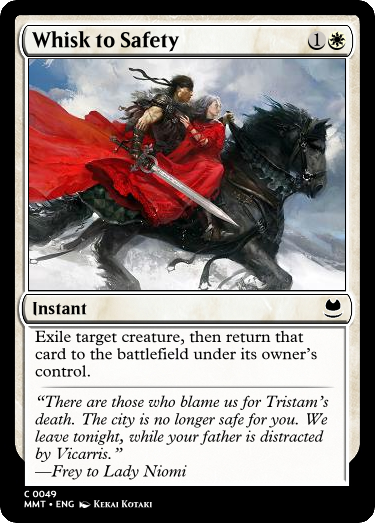 Whisk to Safety 1
Instant
Exile target creature, then return that
card to the battlefield under its owner's
control.
“There are those who blame us for Tristam's
death. The city is no longer safe for you. We
leave tonight, while your father is distracted
by Vicarris.”
—Frey to Lady Niomi
C 0049
MMT • ENG Kekai Kotaki